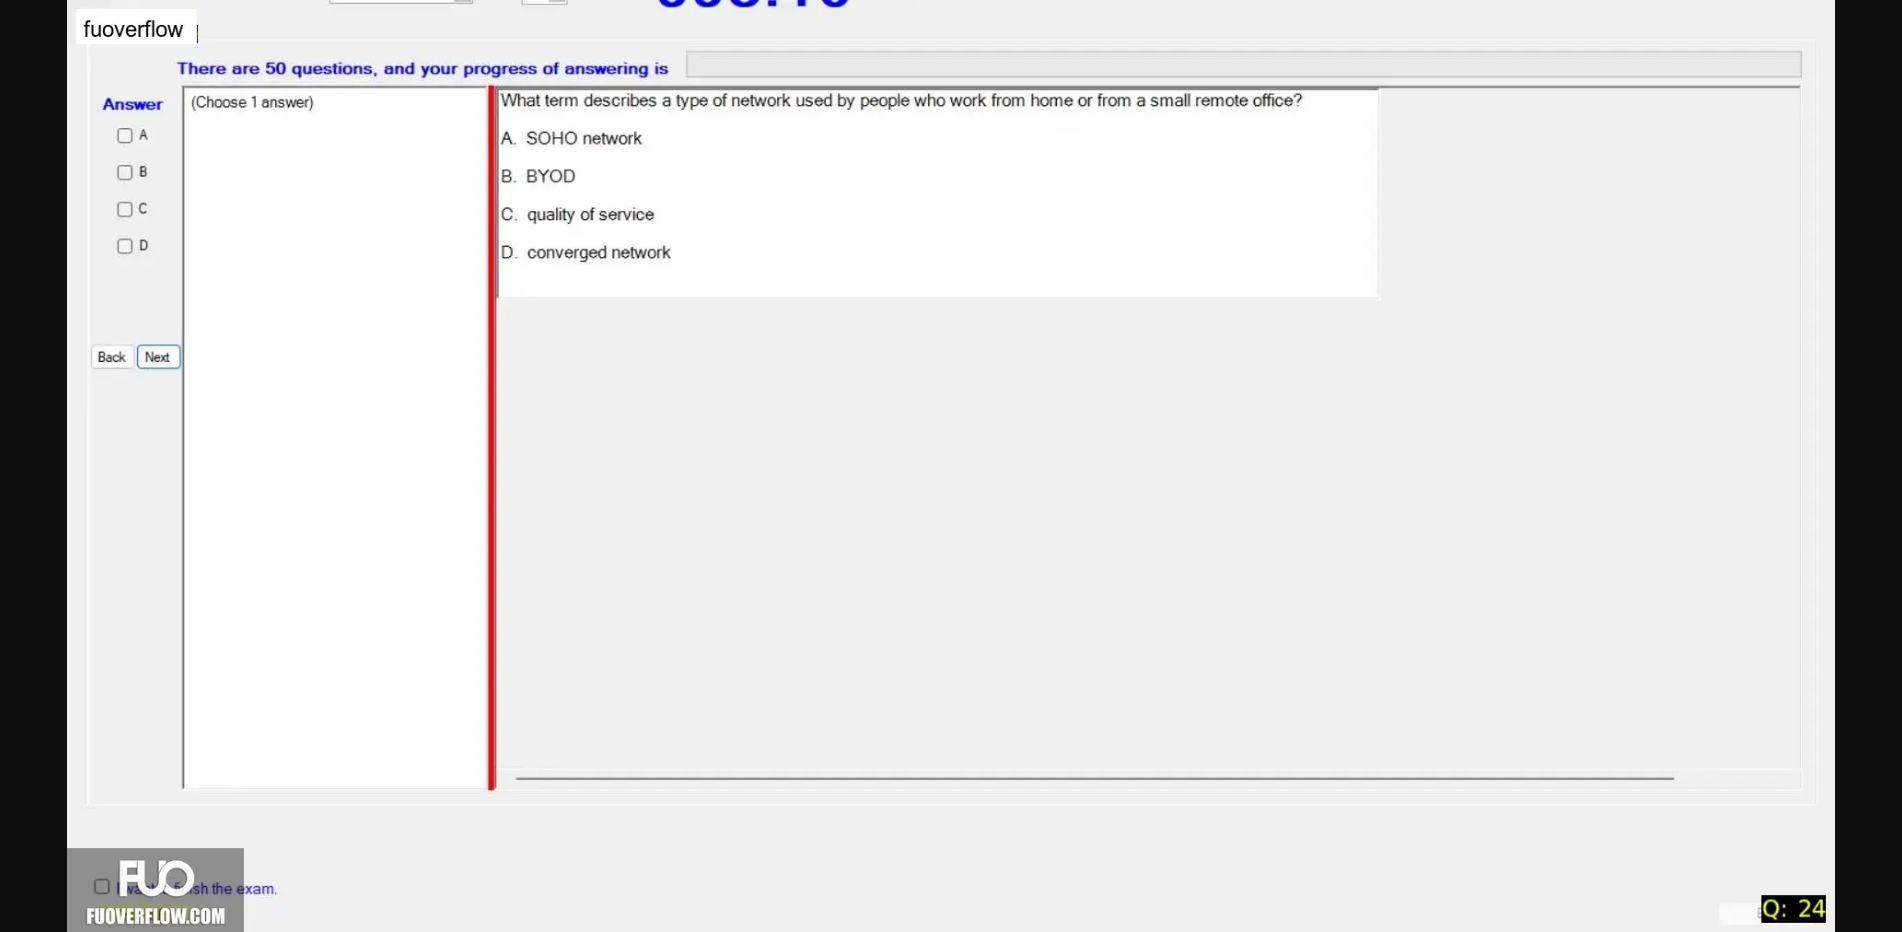 fuoverflow
There are 50 questions, and your progress of answering is
Answer
(Choose 1 answer)
What term describes a type of network used by people who work from home or from a small remote office?
A
A. SOHO network
B
B. BYOD
C
C. quality of service
D
D. converged network
Back
Next
FUO
sh the exam.
FUOVERFLOW.COM
Q: 24